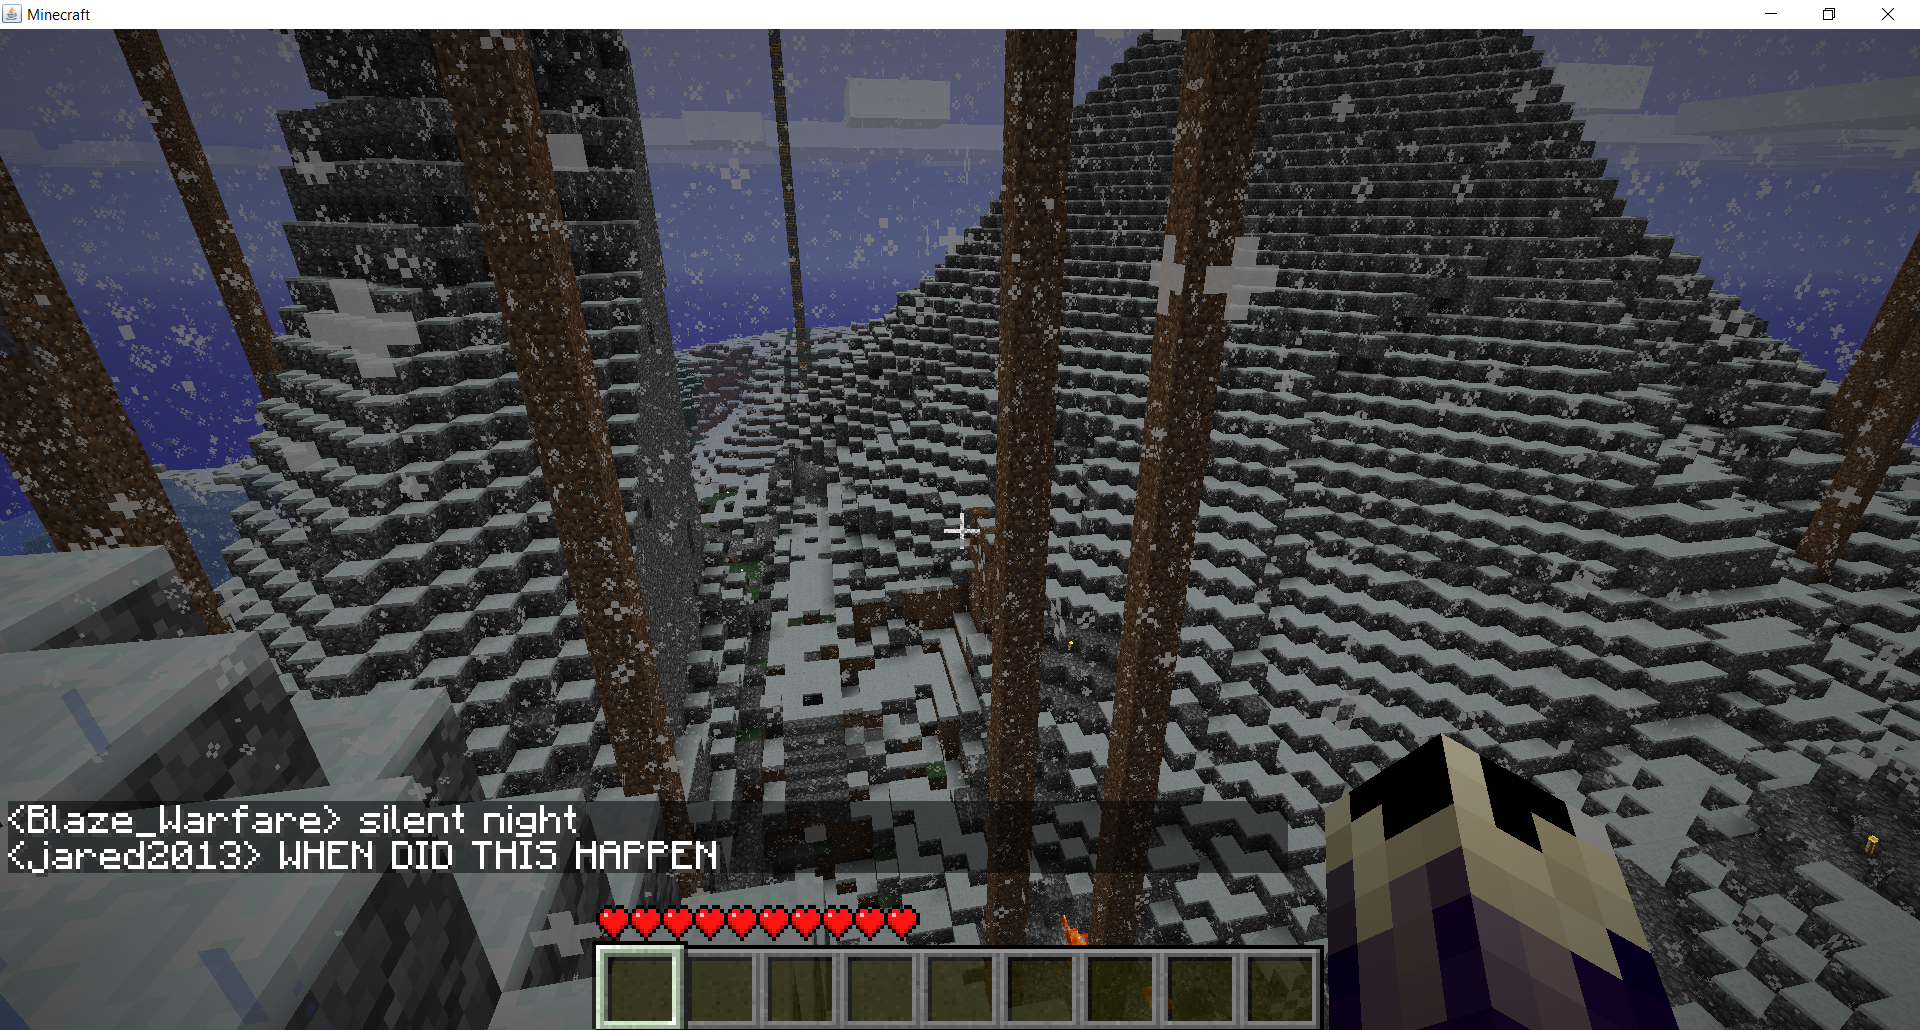 Minecraft
<Blaze_Warfare> silent night
<jared2013> WHEN DID THIS HAPPEN